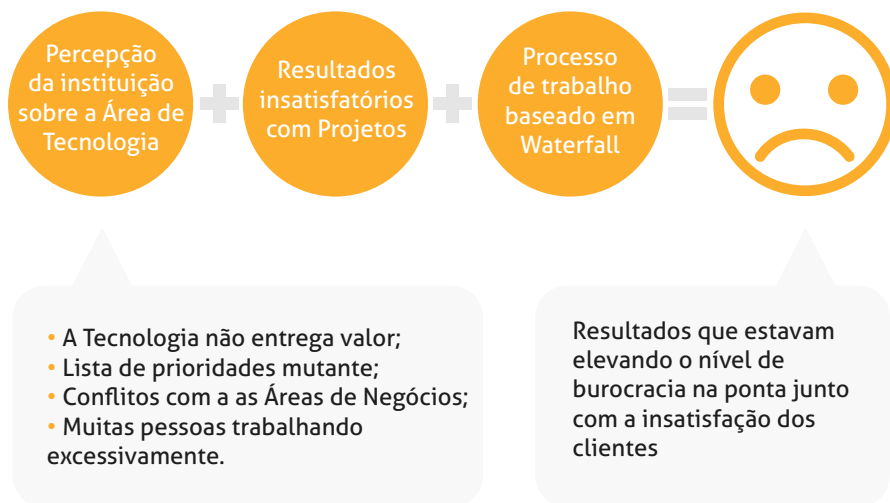 Percepção
da instituição
sobre a Área de
Tecnologia
+
Resultados
insatisfatórios
com Projetos
+
Processo
de trabalho
baseado em
Waterfall
=
• A Tecnologia não entrega valor;
• Lista de prioridades mutante;
• Conflitos com a as Áreas de Negócios;
• Muitas pessoas trabalhando
excessivamente.
Resultados que estavam
elevando o nível de
burocracia na ponta junto
com a insatisfação dos
clientes